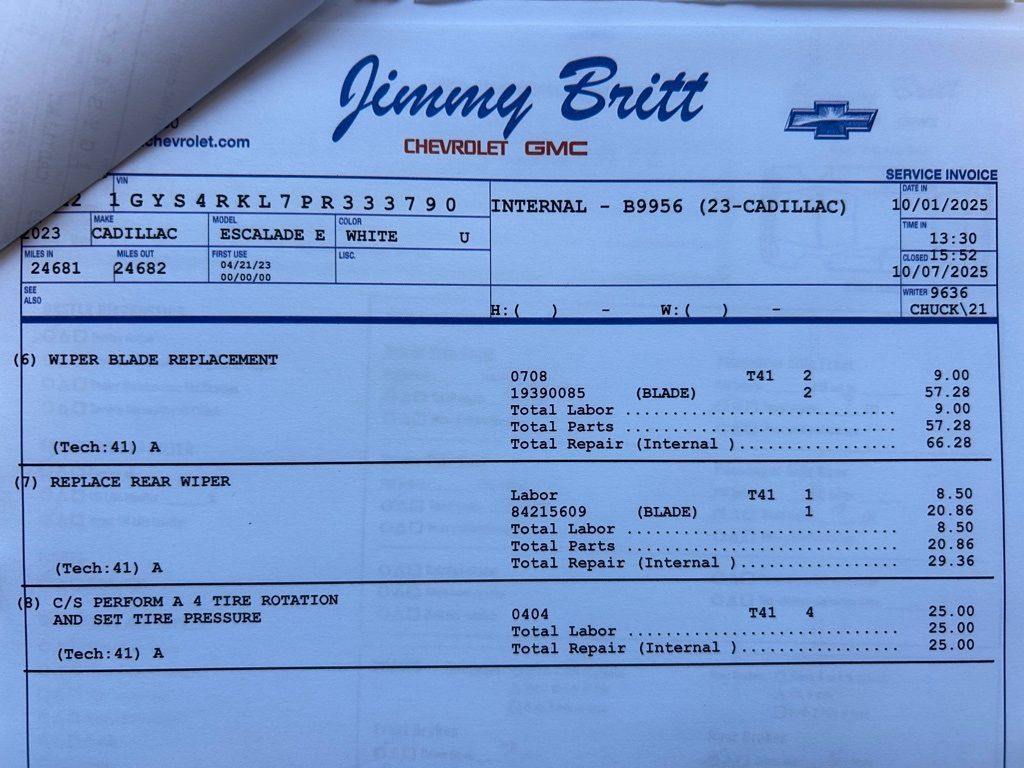 Jimmy Britt
CHEVROLET GMC
chevrolet.com
SERVICE INVOICE
VIN
1GYS4RKL7PR333790
INTERNAL - B9956 (23-CADILLAC)
DATE IN
10/01/2025
MAKE
MODEL
COLOR
2023 CADILLAC ESCALADE E WHITE U
TIME IN
13:30
MILES IN
MILES OUT
FIRST USE
LISC.
24681 24682
04/21/23
00/00/00
CLOSED 15:52
10/07/2025
SEE
ALSO
H:( ) - W:( ) -
WRITER 9636
CHUCK\21
(6) WIPER BLADE REPLACEMENT
0708 T41 2 9.00
19390085 (BLADE) 2 57.28
Total Labor ........................... 9.00
Total Parts ........................... 57.28
(Tech:41) A Total Repair (Internal )............... 66.28
(7) REPLACE REAR WIPER
Labor T41 1 8.50
84215609 (BLADE) 1 20.86
Total Labor ........................... 8.50
Total Parts ........................... 20.86
(Tech:41) A Total Repair (Internal )............... 29.36
(8) C/S PERFORM A 4 TIRE ROTATION
AND SET TIRE PRESSURE
0404 T41 4 25.00
Total Labor ........................... 25.00
(Tech:41) A Total Repair (Internal )............... 25.00